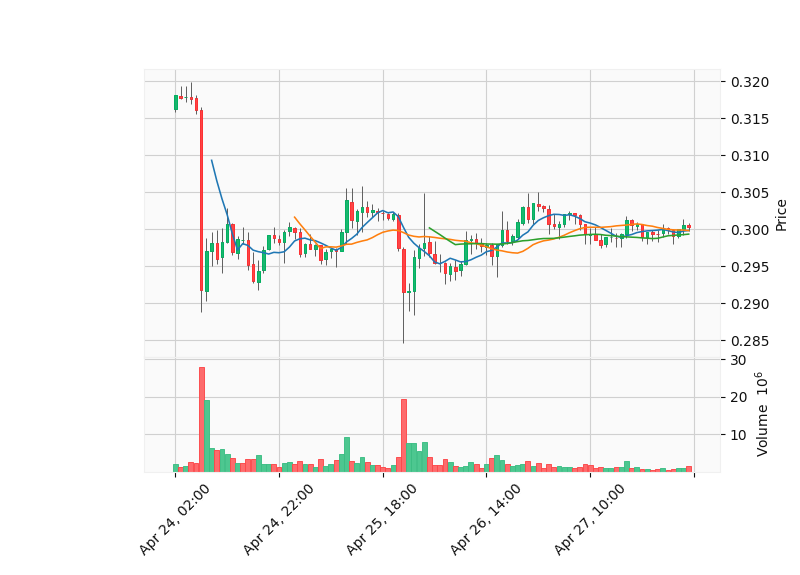 0.320
0.315
0.310
0.305
0.300
0.295
0.290
0.285
Price
30
20
10
Volume 10^6
Apr 24, 02:00
Apr 24, 22:00
Apr 25, 18:00
Apr 26, 14:00
Apr 27, 10:00